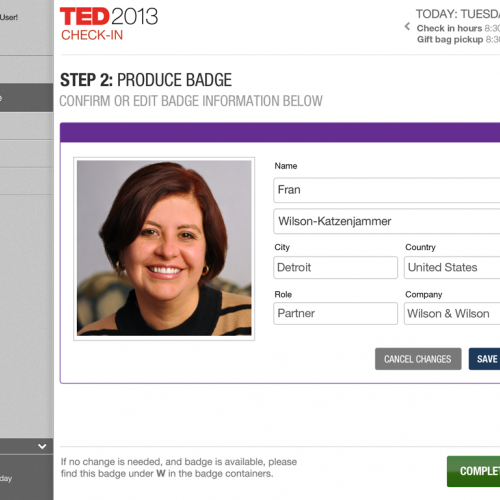 User!
TED2013
CHECK-IN
TODAY: TUESDA
Check in hours 8:30
Gift bag pickup 8:30
STEP 2: PRODUCE BADGE
CONFIRM OR EDIT BADGE INFORMATION BELOW
Name
Fran
Wilson-Katzenjammer
City
Country
Detroit
United States
Role
Company
Partner
Wilson & Wilson
CANCEL CHANGES
SAVE
If no change is needed, and badge is available, please
find this badge under W in the badge containers.
COMPLET
day